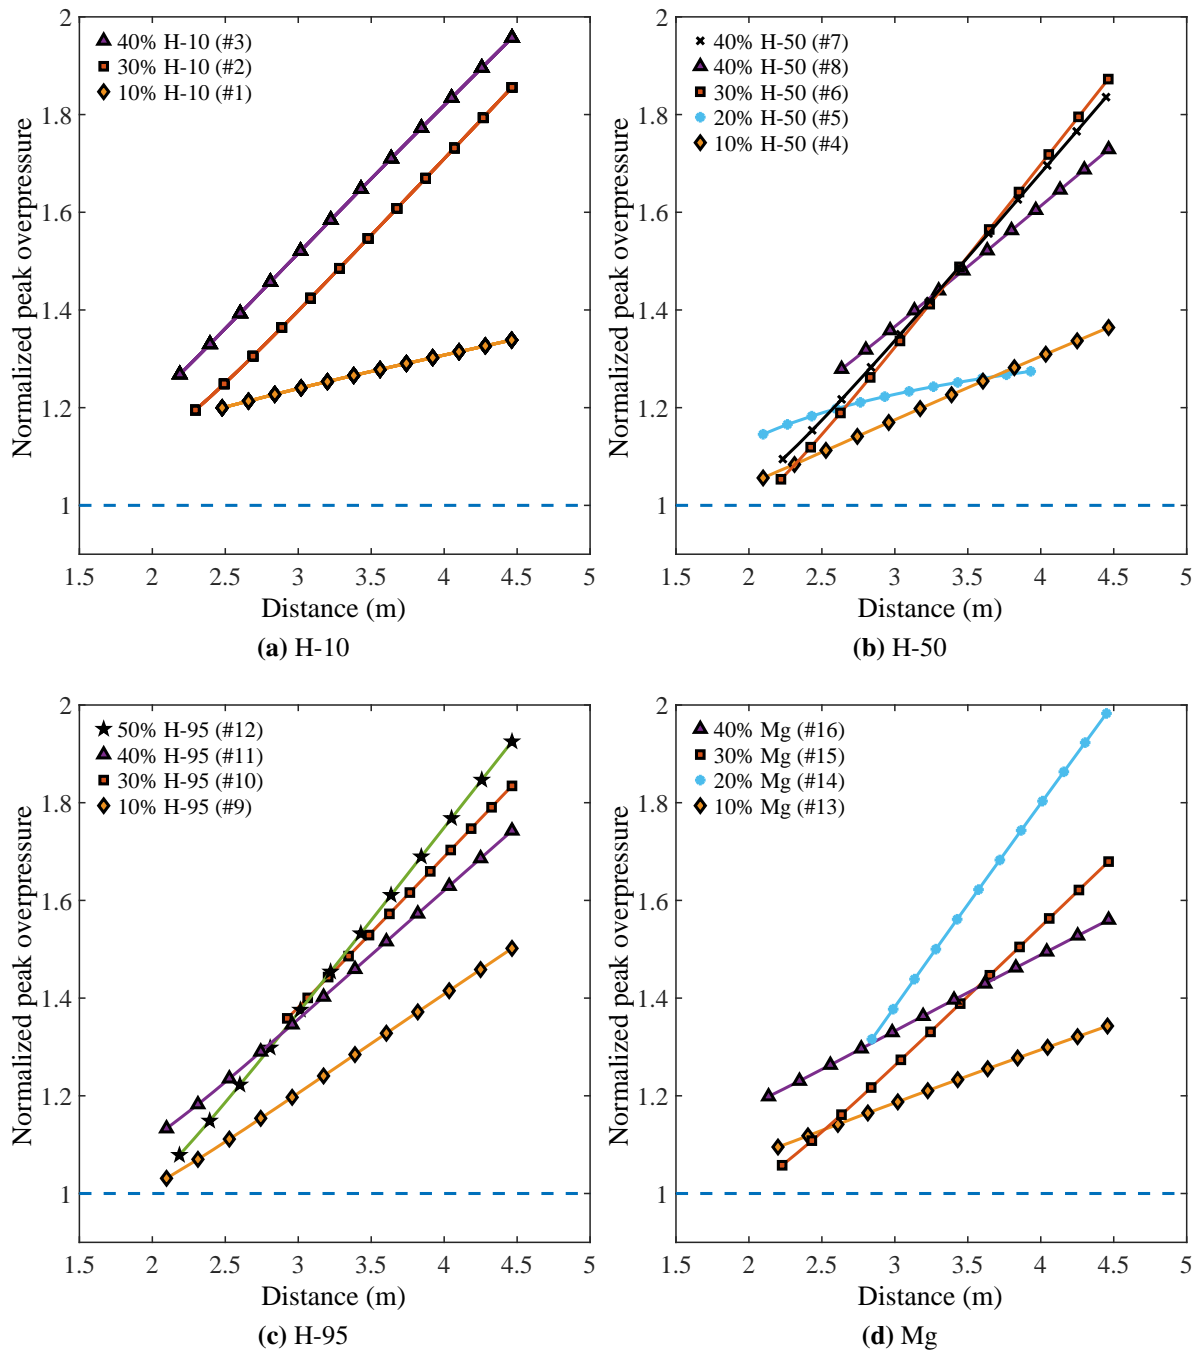 2
1.8
1.6
1.4
1.2
1
Normalized peak overpressure
40% H-10 (#3)
30% H-10 (#2)
10% H-10 (#1)
1.5 2 2.5 3 3.5 4 4.5 5
Distance (m)
(a) H-10
2
1.8
1.6
1.4
1.2
1
Normalized peak overpressure
40% H-50 (#7)
40% H-50 (#8)
30% H-50 (#6)
20% H-50 (#5)
10% H-50 (#4)
1.5 2 2.5 3 3.5 4 4.5 5
Distance (m)
(b) H-50
2
1.8
1.6
1.4
1.2
1
Normalized peak overpressure
50% H-95 (#12)
40% H-95 (#11)
30% H-95 (#10)
10% H-95 (#9)
1.5 2 2.5 3 3.5 4 4.5 5
Distance (m)
(c) H-95
2
1.8
1.6
1.4
1.2
1
Normalized peak overpressure
40% Mg (#16)
30% Mg (#15)
20% Mg (#14)
10% Mg (#13)
1.5 2 2.5 3 3.5 4 4.5 5
Distance (m)
(d) Mg